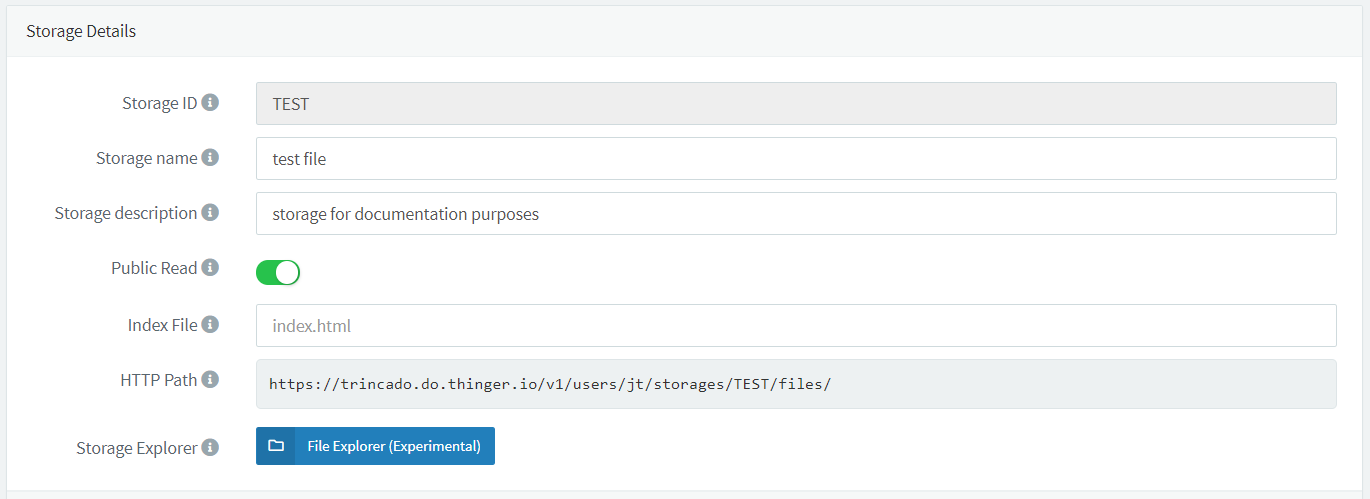 Storage Details
Storage ID TEST
Storage name test file
Storage description storage for documentation purposes
Public Read
Index File index.html
HTTP Path https://trincado.do.thinger.io/v1/users/jt/storages/TEST/files/
Storage Explorer File Explorer (Experimental)